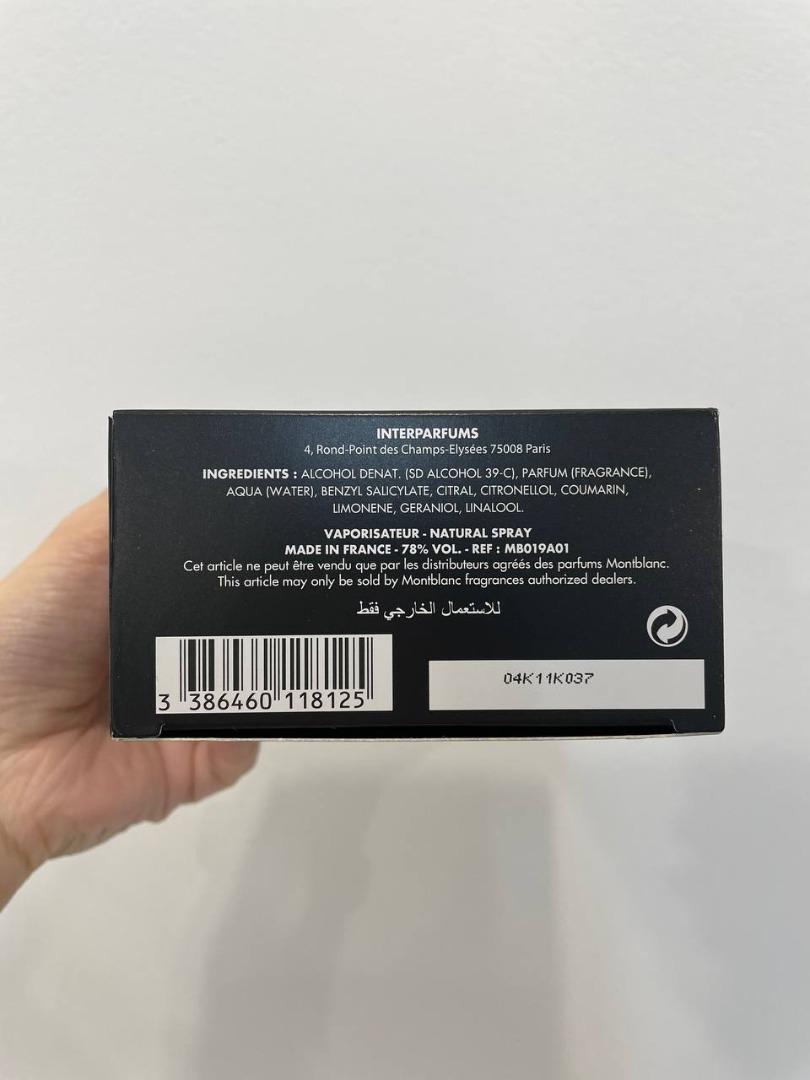 INTERPARFUMS
4, Rond-Point des Champs-Elysées 75008 Paris
INGREDIENTS : ALCOHOL DENAT. (SD ALCOHOL 39-C), PARFUM (FRAGRANCE),
AQUA (WATER), BENZYL SALICYLATE, CITRAL, CITRONELLOL, COUMARIN,
LIMONENE, GERANIOL, LINALOOL.
VAPORISATEUR - NATURAL SPRAY
MADE IN FRANCE - 78% VOL. - REF : MB019A01
Cet article ne peut être vendu que par les distributeurs agréés des parfums Montblanc.
This article may only be sold by Montblanc fragrances authorized dealers.
للاستعمال الخارجي فقط
3 386460 118125
04K11K037